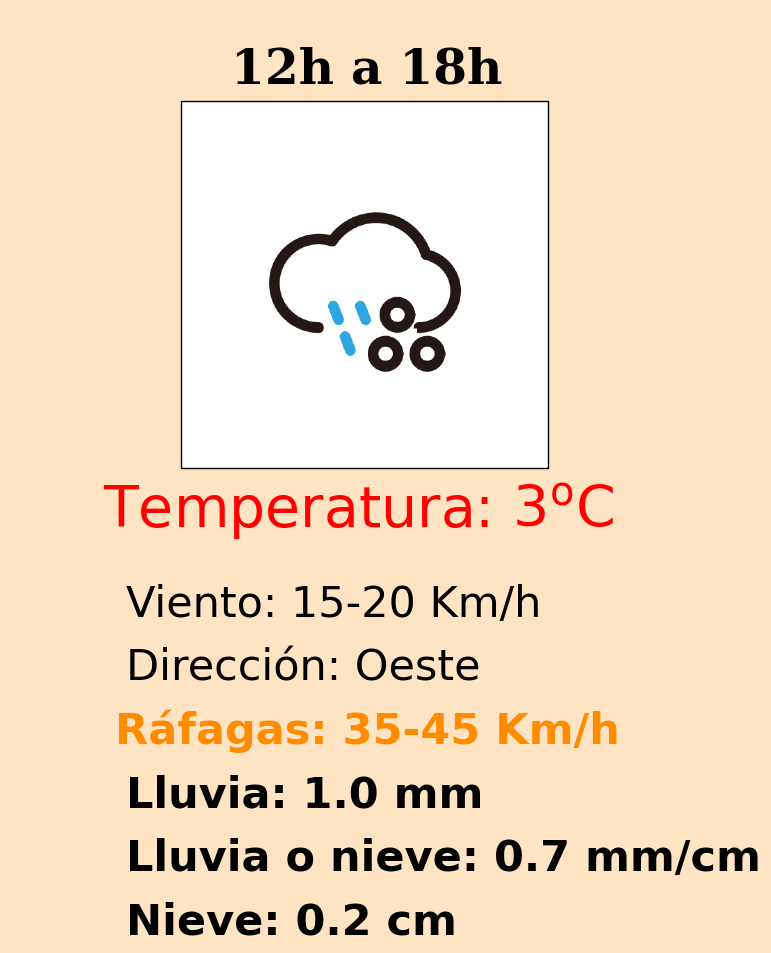 12h a 18h
Temperatura: 3ºC
Viento: 15-20 Km/h
Dirección: Oeste
Ráfagas: 35-45 Km/h
Lluvia: 1.0 mm
Lluvia o nieve: 0.7 mm/cm
Nieve: 0.2 cm